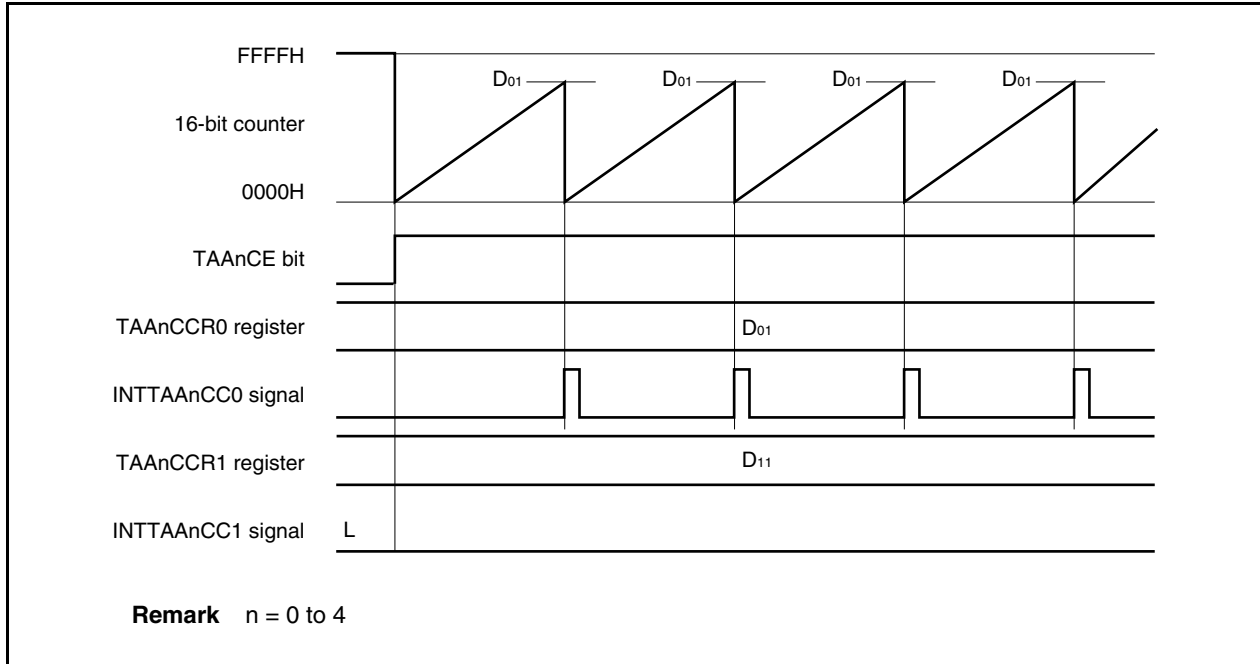 FFFFH
D01 D01 D01 D01
16-bit counter
0000H
TAAnCE bit
TAAnCCR0 register
D01
INTTAAnCC0 signal
TAAnCCR1 register
D11
INTTAAnCC1 signal L
Remark n = 0 to 4